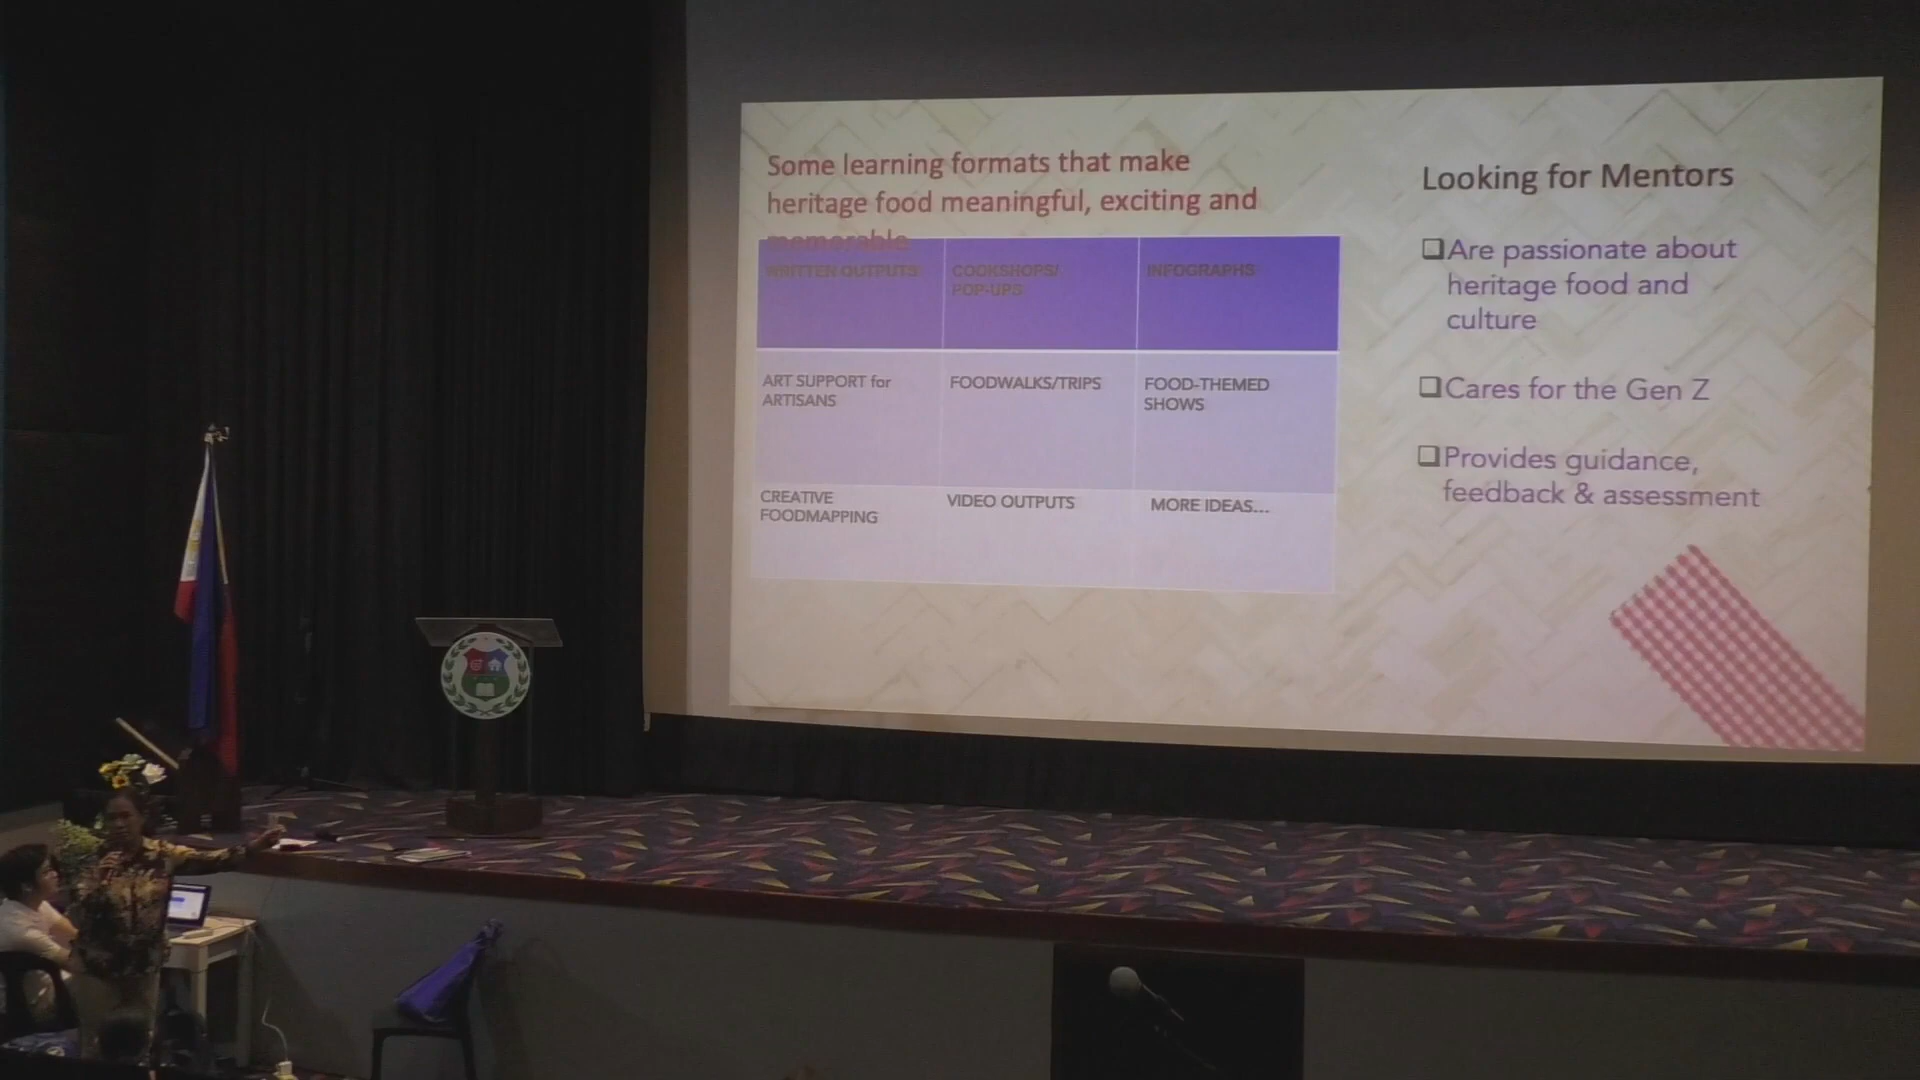 Some learning formats that make
heritage food meaningful, exciting and
memorable
WRITTEN OUTPUTS
COOKSHOPS/
POP-UPS
INFOGRAPHS
ART SUPPORT for
ARTISANS
FOODWALKS/TRIPS
FOOD-THEMED
SHOWS
CREATIVE
FOODMAPPING
VIDEO OUTPUTS
MORE IDEAS...
Looking for Mentors
❑Are passionate about
heritage food and
culture
❑Cares for the Gen Z
❑Provides guidance,
feedback & assessment